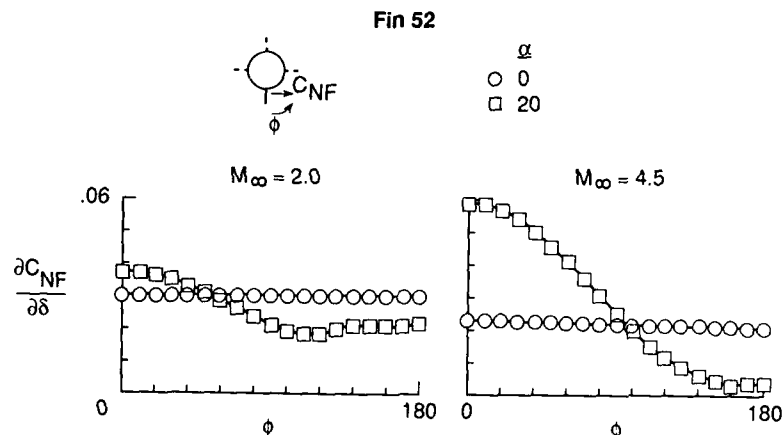 Fin 52
α
○ 0
□ 20
C_NF
ϕ
M∞ = 2.0
M∞ = 4.5
.06
∂C_NF
∂δ
0
180
0
180
ϕ
ϕ